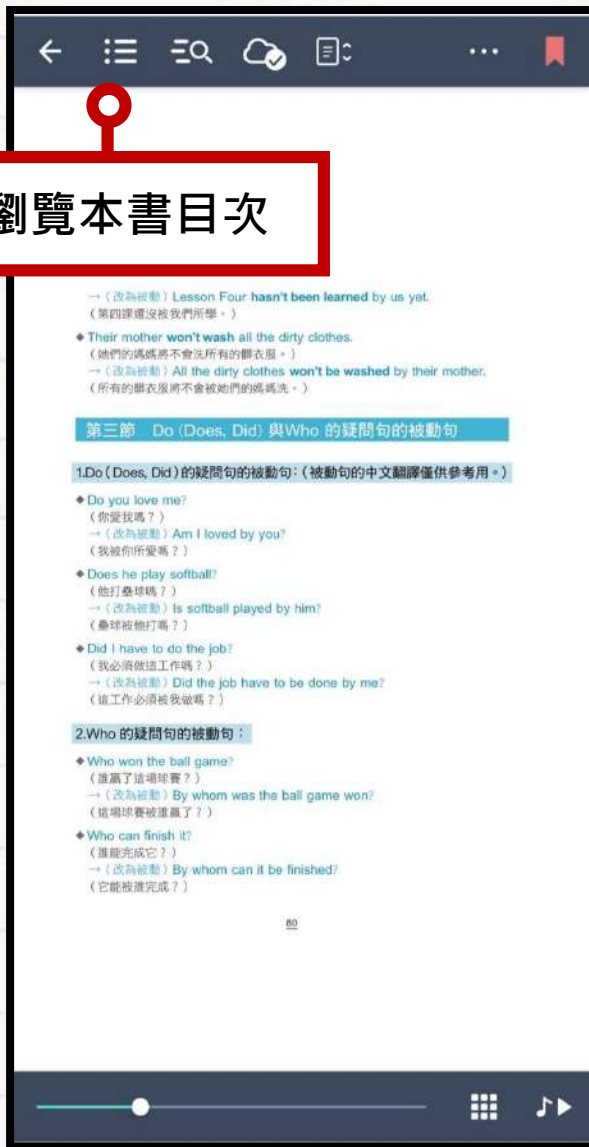 瀏覽本書目次
→（改為被動）Lesson Four hasn't been learned by us yet.
（第四課還沒被我們所學。）
◆Their mother won't wash all the dirty clothes.
（她們的媽媽將不會洗所有的髒衣服。）
→（改為被動）All the dirty clothes won't be washed by their mother.
（所有的髒衣服將不會被她們的媽媽洗。）
第三節 Do (Does, Did) 與Who 的疑問句的被動句
1.Do（Does, Did）的疑問句的被動句：（被動句的中文翻譯僅供參考用。）
◆Do you love me?
（你愛我嗎？）
→（改為被動）Am I loved by you?
（我被你所愛嗎？）
◆Does he play softball?
（他打壘球嗎？）
→（改為被動）Is softball played by him?
（壘球被他打嗎？）
◆Did I have to do the job?
（我必須做這工作嗎？）
→（改為被動）Did the job have to be done by me?
（這工作必須被我做嗎？）
2.Who 的疑問句的被動句：
◆Who won the ball game?
（誰贏了這場球賽？）
→（改為被動）By whom was the ball game won?
（這場球賽被誰贏了？）
◆Who can finish it?
（誰能完成它？）
→（改為被動）By whom can it be finished?
（它能被誰完成？）
80